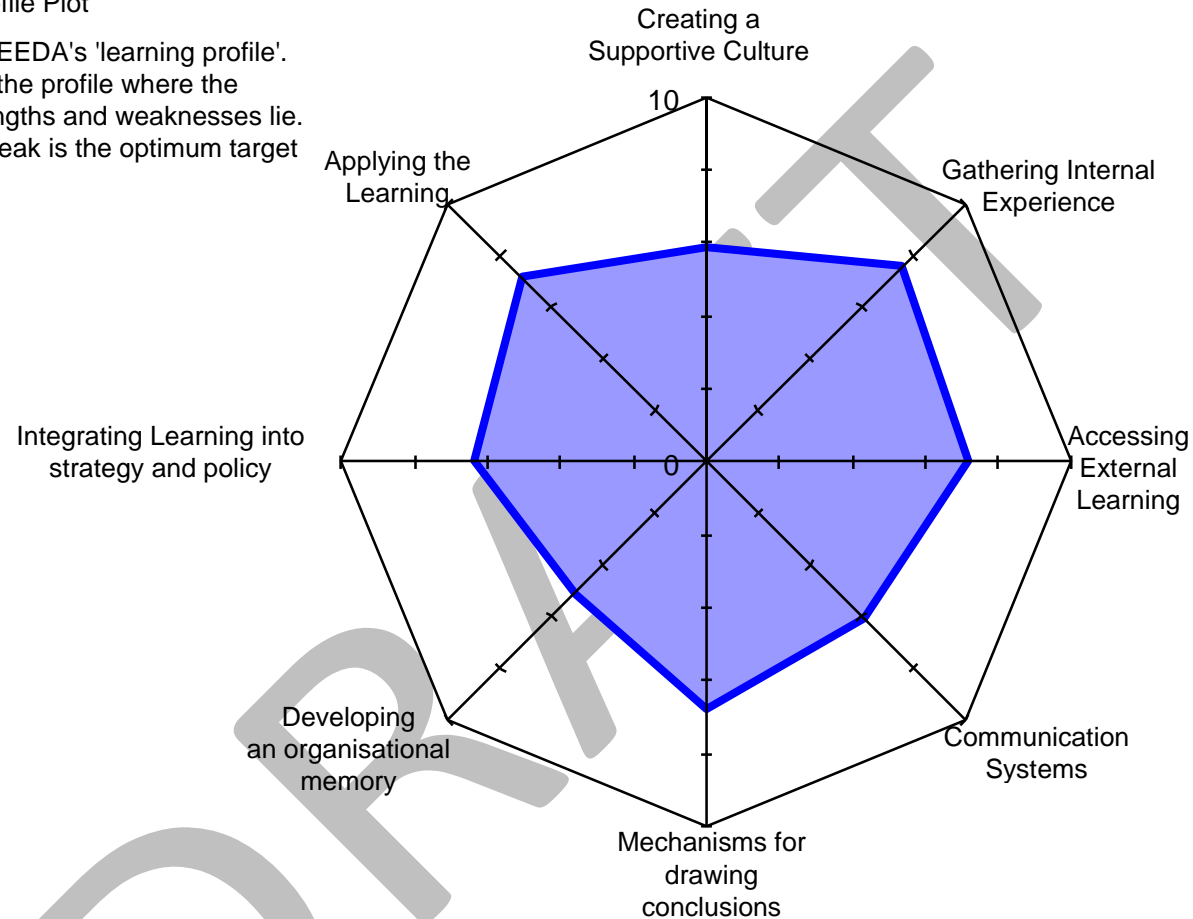 file Plot
EEDA's 'learning profile'.
the profile where the
ngths and weaknesses lie.
eak is the optimum target
Creating a
Supportive Culture
10
Gathering Internal
Experience
Applying the
Learning
Accessing
External
Learning
Integrating Learning into
strategy and policy
0
Developing
an organisational
memory
Communication
Systems
Mechanisms for
drawing
conclusions
DRAFT